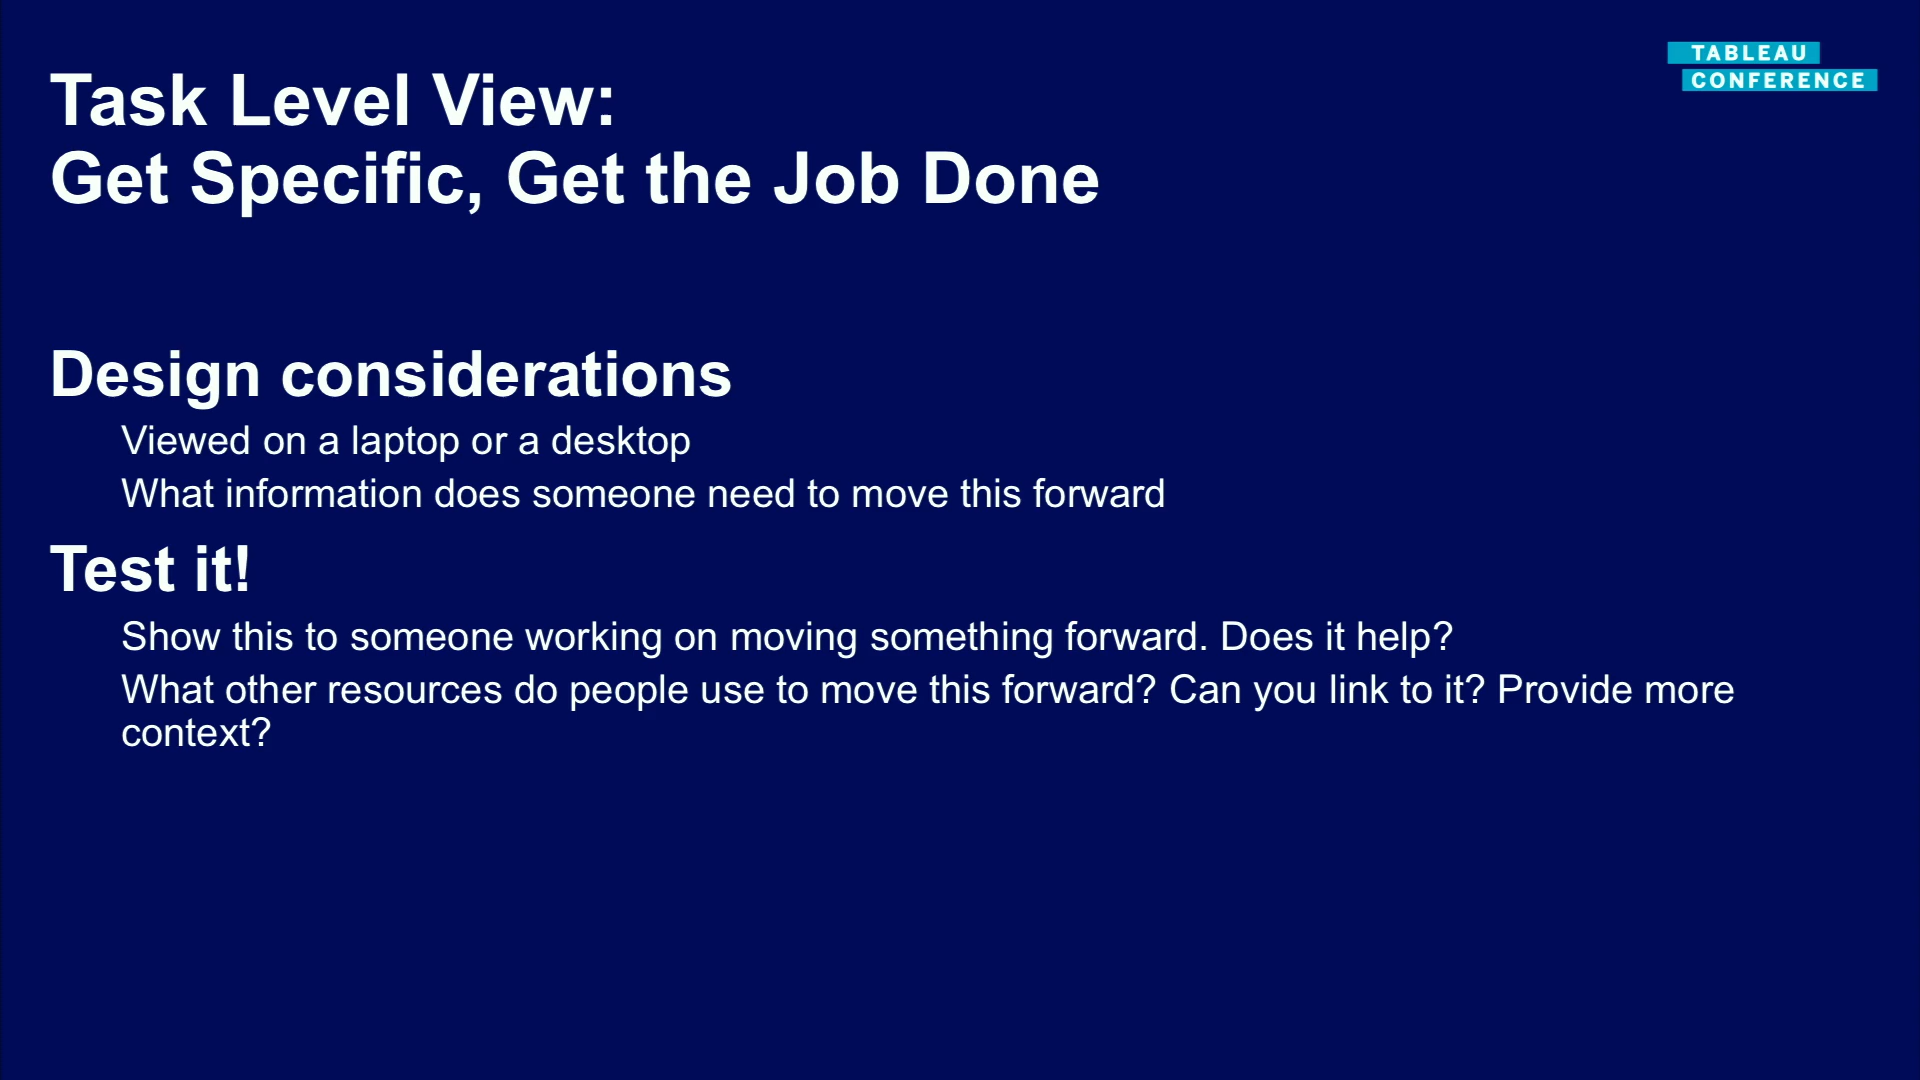 TABLEAU
CONFERENCE
Task Level View:
Get Specific, Get the Job Done
Design considerations
Viewed on a laptop or a desktop
What information does someone need to move this forward
Test it!
Show this to someone working on moving something forward. Does it help?
What other resources do people use to move this forward? Can you link to it? Provide more
context?